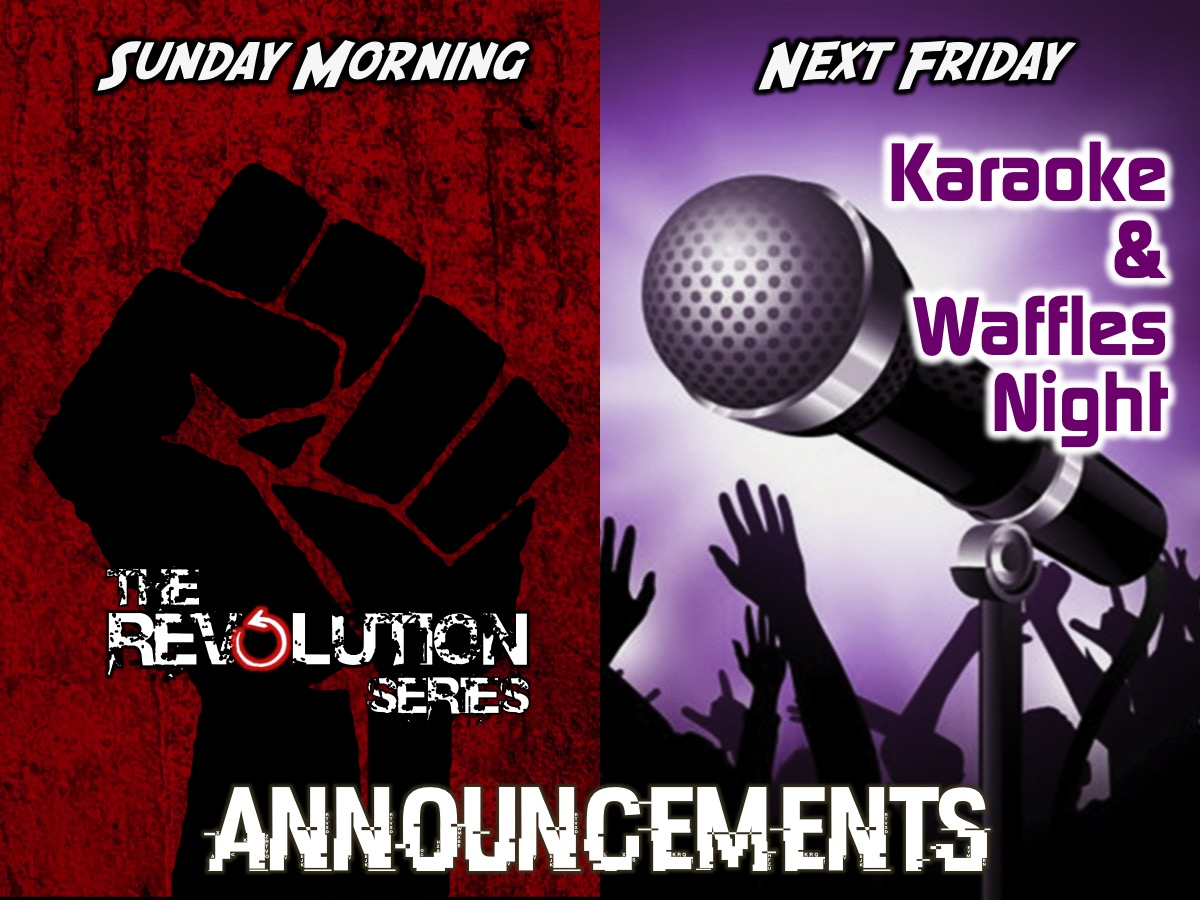 Sunday Morning
THE
REVOLUTION
SERIES
Next Friday
Karaoke
&
Waffles
Night
ANNOUNCEMENTS